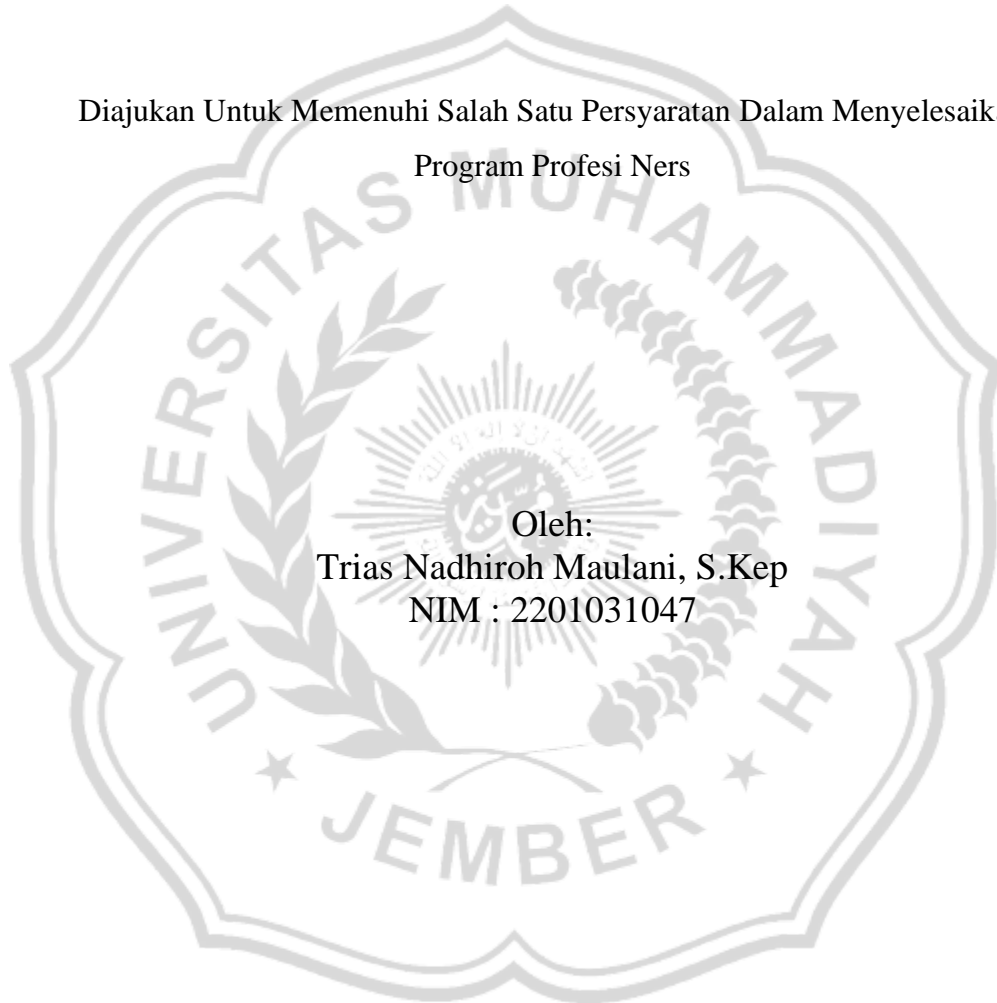 Diajukan Untuk Memenuhi Salah Satu Persyaratan Dalam Menyelesaik
Program Profesi Ners
UNIVERSITAS MUHAMMADIYAH
Oleh:
Trias Nadhiroh Maulani, S.Kep
NIM : 2201031047
JEMBER